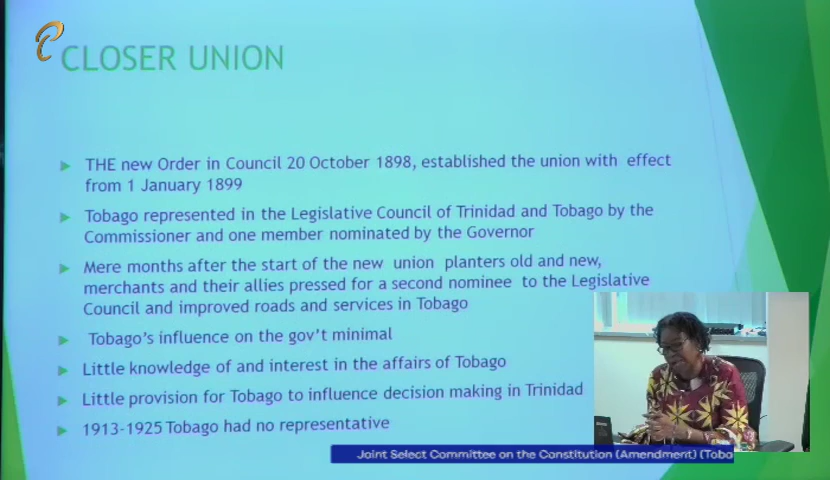 CLOSER UNION
THE new Order in Council 20 October 1898, established the union with effect
from 1 January 1899
Tobago represented in the Legislative Council of Trinidad and Tobago by the
Commissioner and one member nominated by the Governor
Mere months after the start of the new union planters old and new,
merchants and their allies pressed for a second nominee to the Legislative
Council and improved roads and services in Tobago
Tobago's influence on the gov't minimal
Little knowledge of and interest in the affairs of Tobago
Little provision for Tobago to influence decision making in Trinidad
1913-1925 Tobago had no representative
Joint Select Committee on the Constitution (Amendment) (Toba